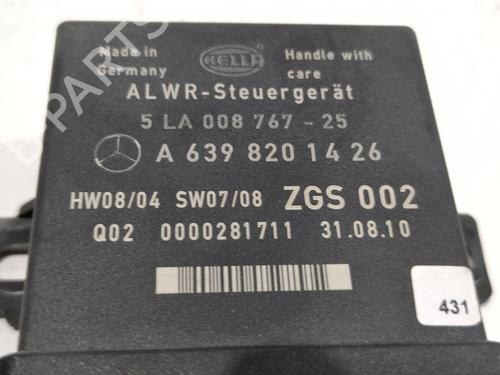 Made in Germany
HELLA
Handle with care
ALWR-Steuergerät
5 LA 008 767 - 25
A 639 820 14 26
HW08/04 SW07/08 ZGS 002
Q02 0000281711 31.08.10
431